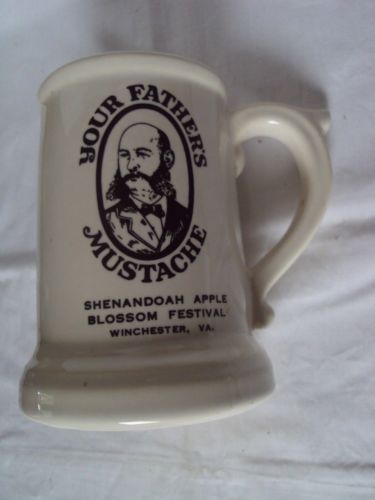 YOUR FATHER'S
MUSTACHE
SHENANDOAH APPLE
BLOSSOM FESTIVAL
WINCHESTER, VA.